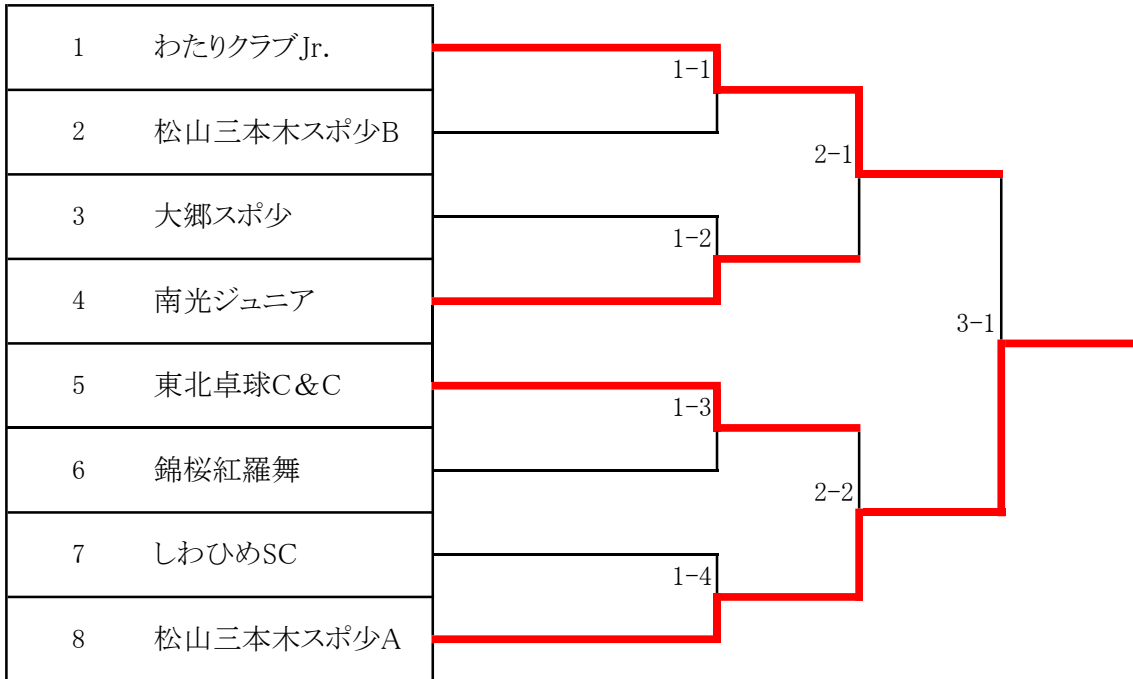 1 わたりクラブJr.
1-1
2 松山三本木スポ少B
2-1
3 大郷スポ少
1-2
4 南光ジュニア
3-1
5 東北卓球C&C
1-3
6 錦桜紅羅舞
2-2
7 しわひめSC
1-4
8 松山三本木スポ少A